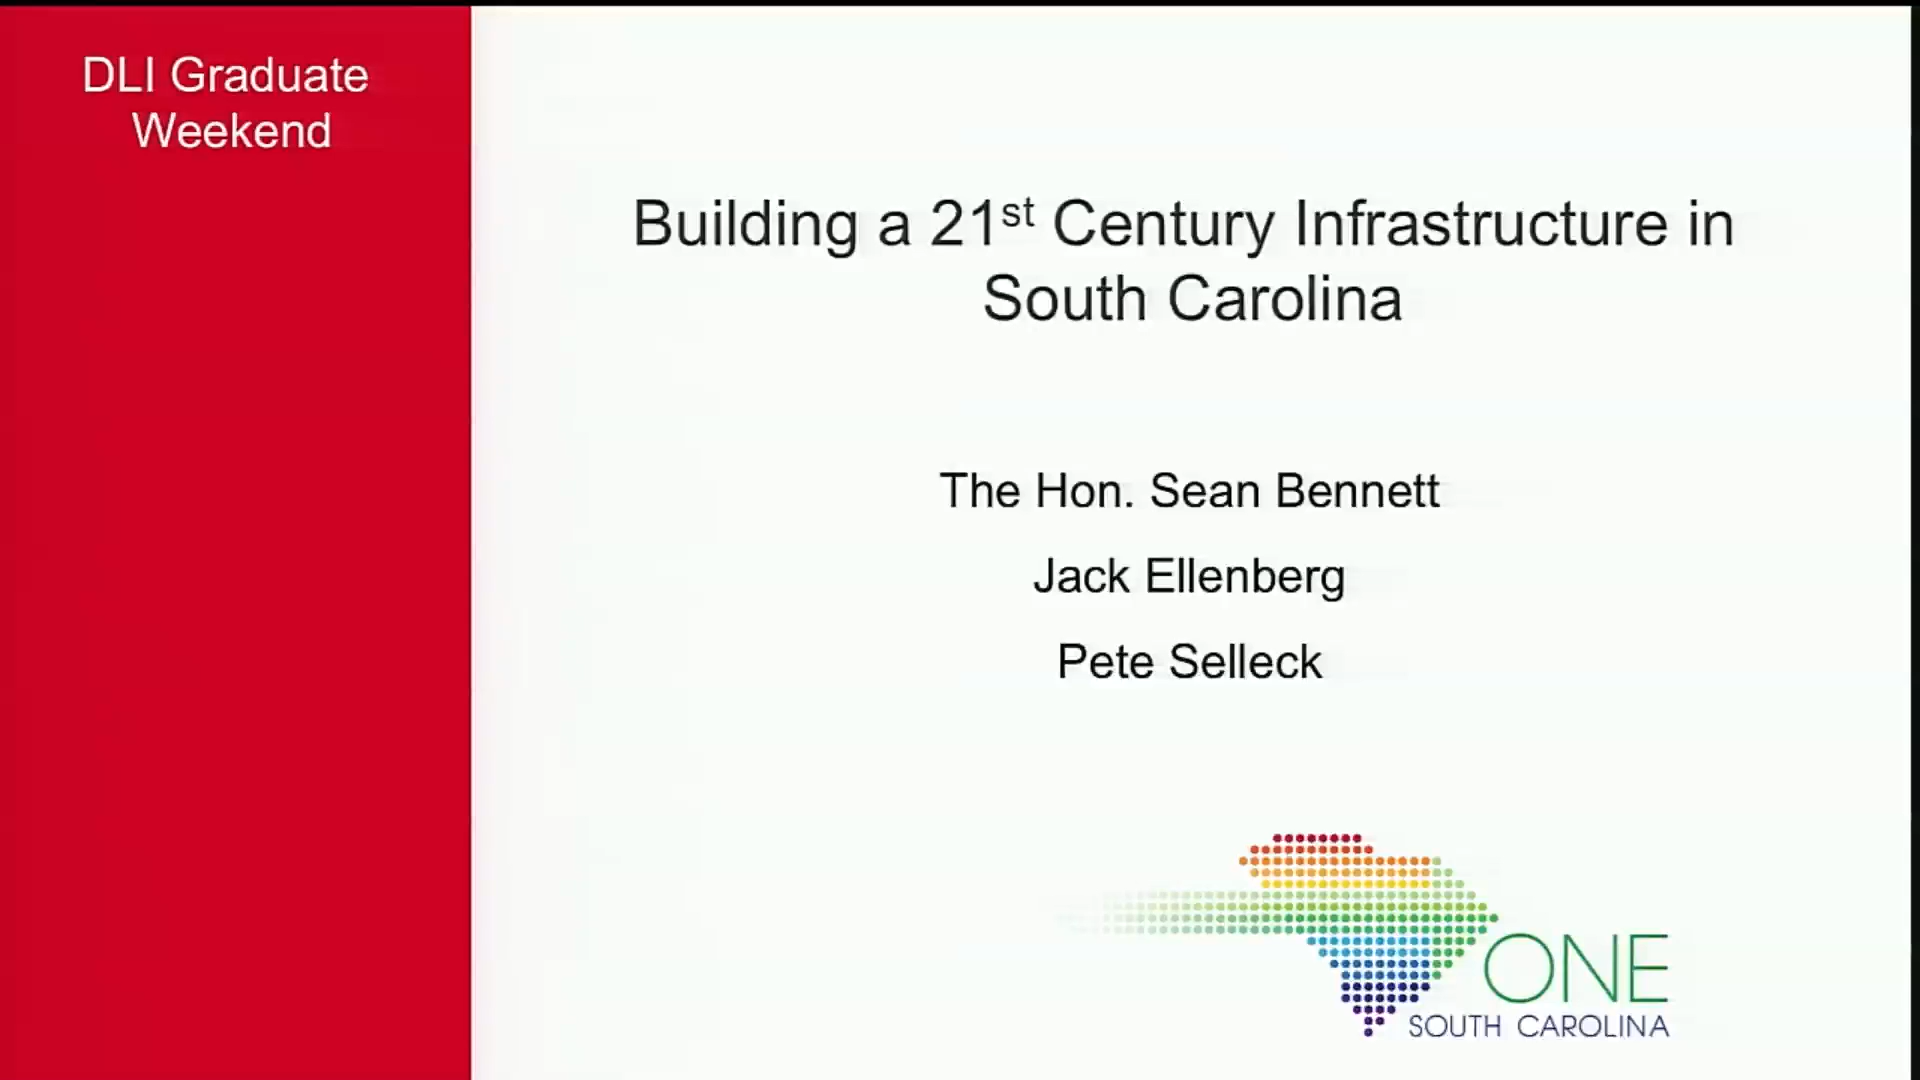 DLI Graduate
Weekend
Building a 21st Century Infrastructure in
South Carolina
The Hon. Sean Bennett
Jack Ellenberg
Pete Selleck
ONE
SOUTH CAROLINA